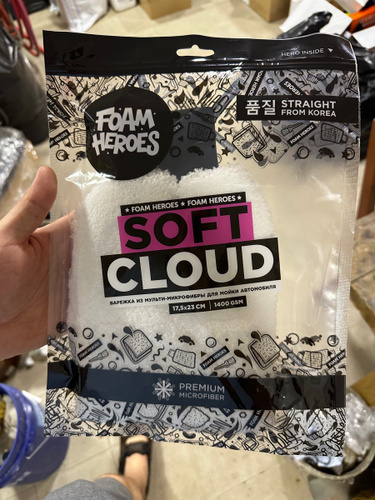 HERO INSIDE
FOAM
HEROES
품질 STRAIGHT
FROM KOREA
★ FOAM HEROES ★ FOAM HEROES ★
SOFT
CLOUD
ВАРЕЖКА ИЗ МУЛЬТИ-МИКРОФИБРЫ ДЛЯ МОЙКИ АВТОМОБИЛЯ
17,5x23 CM | 1400 GSM
PREMIUM
MICROFIBER